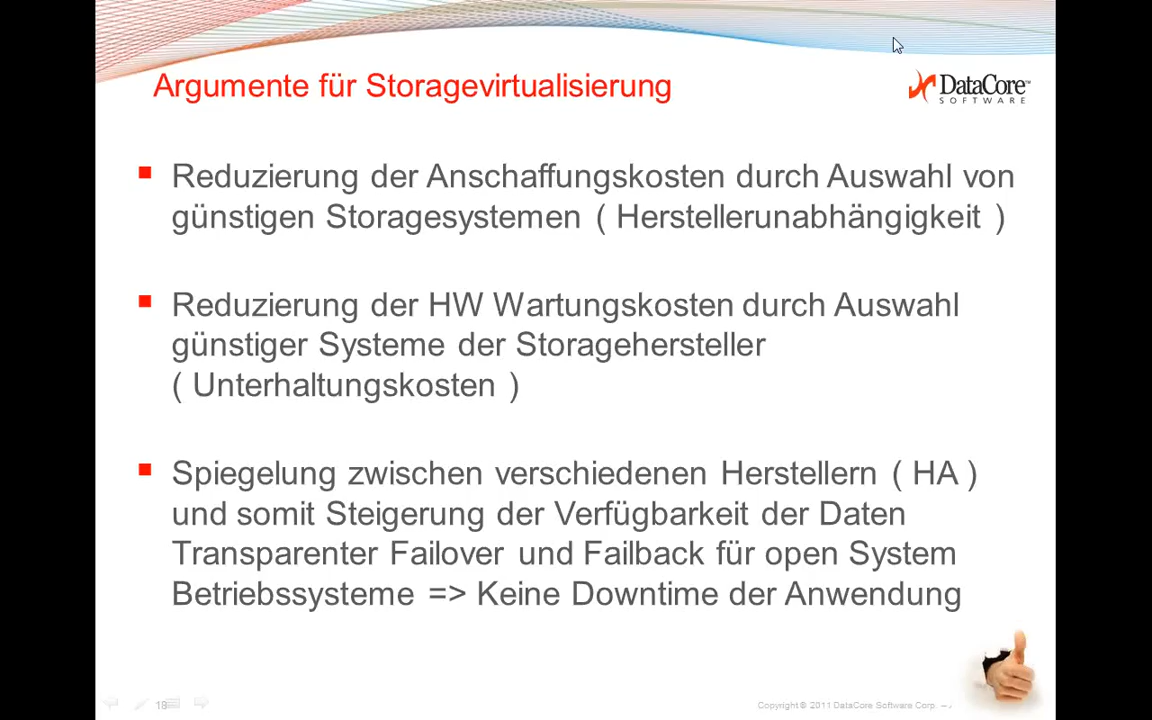 Argumente für Storagevirtualisierung
DataCore™
SOFTWARE
Reduzierung der Anschaffungskosten durch Auswahl von
günstigen Storagesystemen ( Herstellerunabhängigkeit )
Reduzierung der HW Wartungskosten durch Auswahl
günstiger Systeme der Storagehersteller
( Unterhaltungskosten )
Spiegelung zwischen verschiedenen Herstellern ( HA )
und somit Steigerung der Verfügbarkeit der Daten
Transparenter Failover und Failback für open System
Betriebssysteme => Keine Downtime der Anwendung
18
Copyright © 2011 DataCore Software Corp. –